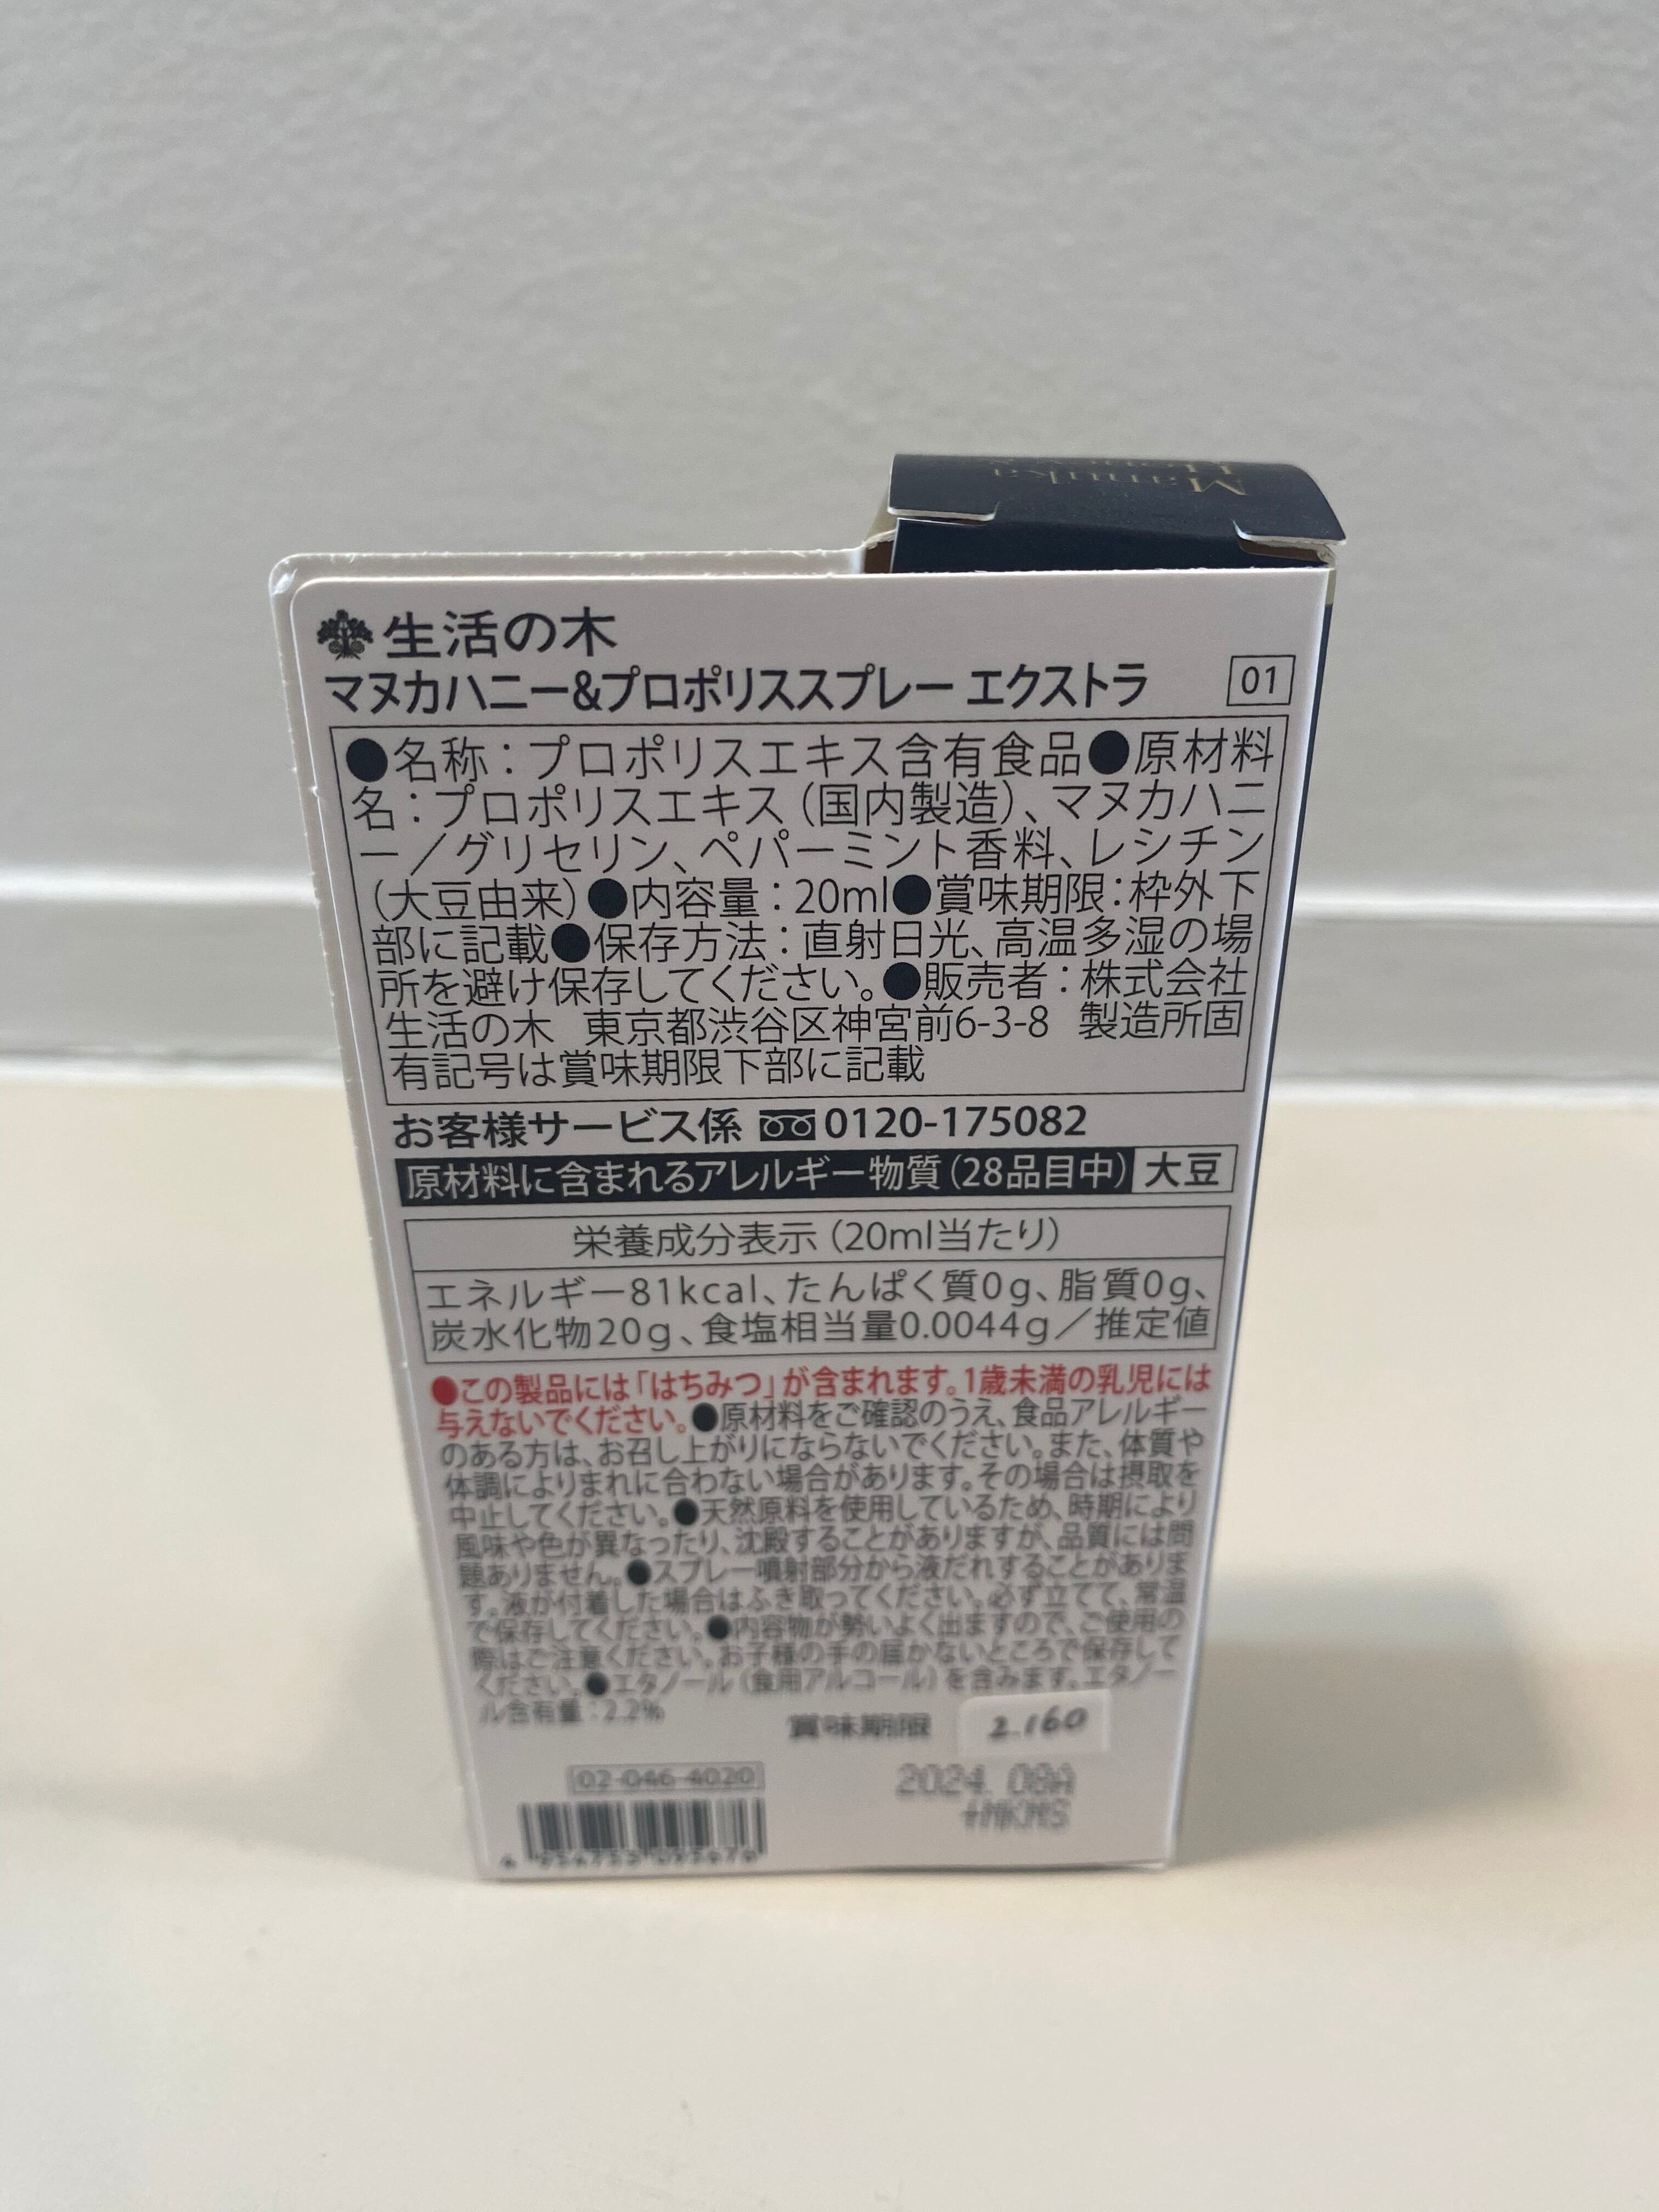 Manuka
生活の木
マヌカハニー&プロポリススプレー エクストラ 01
●名称：プロポリスエキス含有食品●原材料
名：プロポリスエキス（国内製造）、マヌカハニ
ー／グリセリン、ペパーミント香料、レシチン
（大豆由来）●内容量：20ml●賞味期限：枠外下
部に記載●保存方法：直射日光、高温多湿の場
所を避け保存してください。●販売者：株式会社
生活の木 東京都渋谷区神宮前6-3-8 製造所固
有記号は賞味期限下部に記載
お客様サービス係 0120-175082
原材料に含まれるアレルギー物質（28品目中） 大豆
栄養成分表示（20ml当たり）
エネルギー81kcal、たんぱく質0g、脂質0g、
炭水化物20g、食塩相当量0.0044g／推定値
●この製品には「はちみつ」が含まれます。1歳未満の乳児には
与えないでください。●原材料をご確認のうえ、食品アレルギー
のある方は、お召し上がりにならないでください。また、体質や
体調によりまれに合わない場合があります。その場合は摂取を
中止してください。●天然原料を使用しているため、時期により
風味や色が異なったり、沈殿することがありますが、品質には問
題ありません。●スプレー噴射部分から液だれすることがありま
す。液が付着した場合はふき取ってください。必ず立てて、常温
で保存してください。●内容物が勢いよく出ますので、ご使用の
際はご注意ください。お子様の手の届かないところで保存して
ください。●エタノール（食用アルコール）を含みます。エタノー
ル含有量：2.2%
賞味期限 2.160
02-046-4020
2024.08A
+MKMS